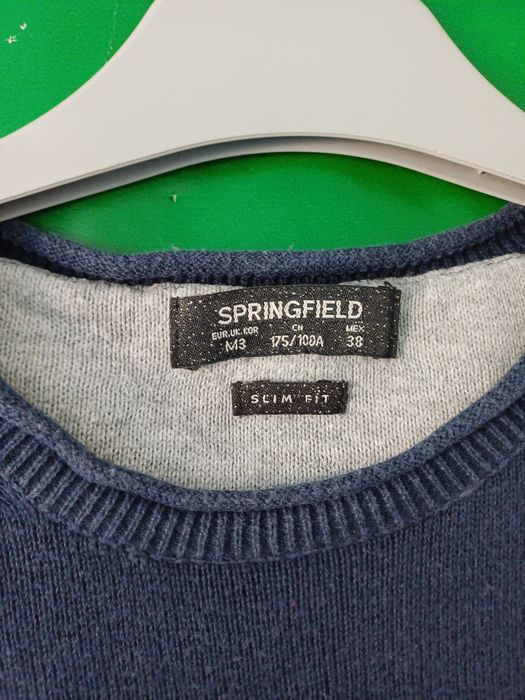 SPRINGFIELD
EUR.UK.KOR CN MEX
M3 175/100A 38
SLIM FIT